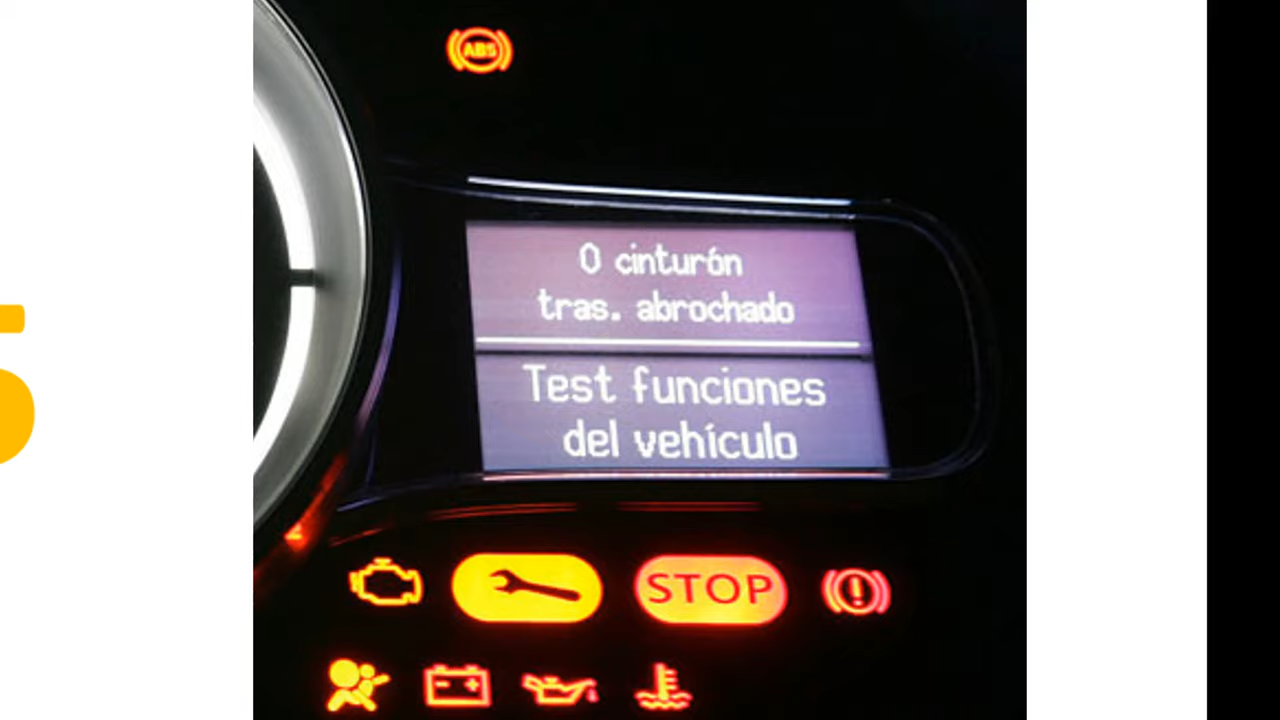 ABS
0 cinturón
tras. abrochado
Test funciones
del vehículo
STOP